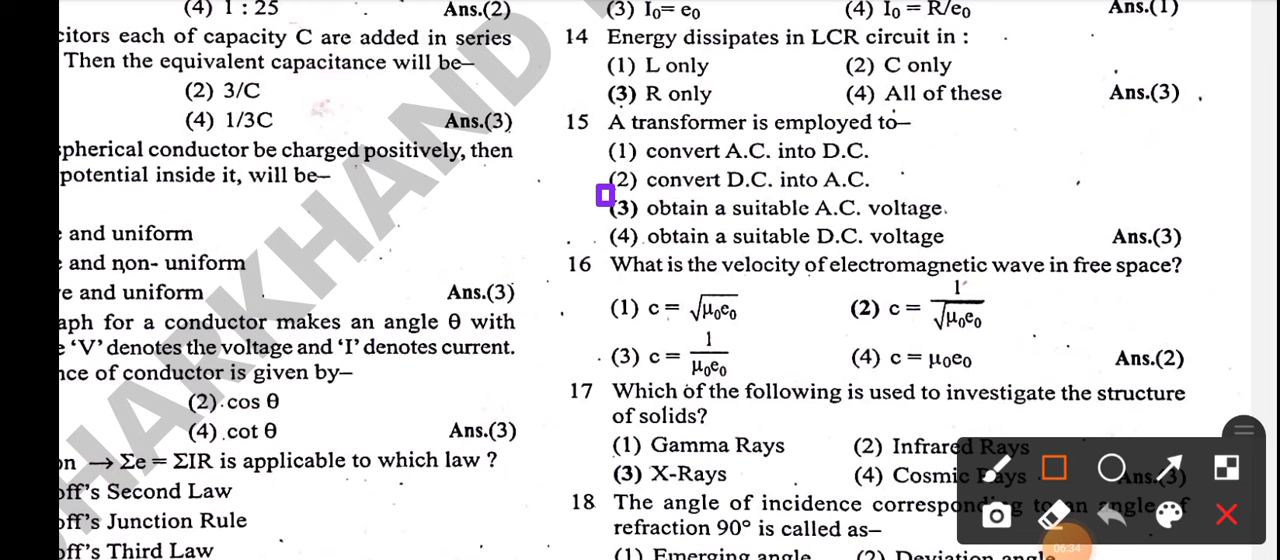 (4) 1 : 25 Ans.(2)
citors each of capacity C are added in series
Then the equivalent capacitance will be–
(2) 3/C
(4) 1/3C Ans.(3)
spherical conductor be charged positively, then
potential inside it, will be–
e and uniform
e and non- uniform
e and uniform Ans.(3)
aph for a conductor makes an angle θ with
e 'V' denotes the voltage and 'I' denotes current.
nce of conductor is given by–
(2) cos θ
(4) cot θ Ans.(3)
on → Σe = ΣIR is applicable to which law ?
off's Second Law
off's Junction Rule
off's Third Law
(3) I₀= e₀ (4) I₀ = R/e₀ Ans.(1)
14 Energy dissipates in LCR circuit in :
(1) L only (2) C only
(3) R only (4) All of these Ans.(3)
15 A transformer is employed to–
(1) convert A.C. into D.C.
(2) convert D.C. into A.C.
(3) obtain a suitable A.C. voltage
(4) obtain a suitable D.C. voltage Ans.(3)
16 What is the velocity of electromagnetic wave in free space?
(1) c = √μ₀e₀ (2) c = 1/√μ₀e₀
(3) c = 1/μ₀e₀ (4) c = μ₀e₀ Ans.(2)
17 Which of the following is used to investigate the structure
of solids?
(1) Gamma Rays (2) Infrared Rays
(3) X-Rays (4) Cosmic Rays Ans.(3)
18 The angle of incidence corresponding to an angle of
refraction 90° is called as–
(1) Emerging angle (2) Deviation angle
JHARKHAND
06:34